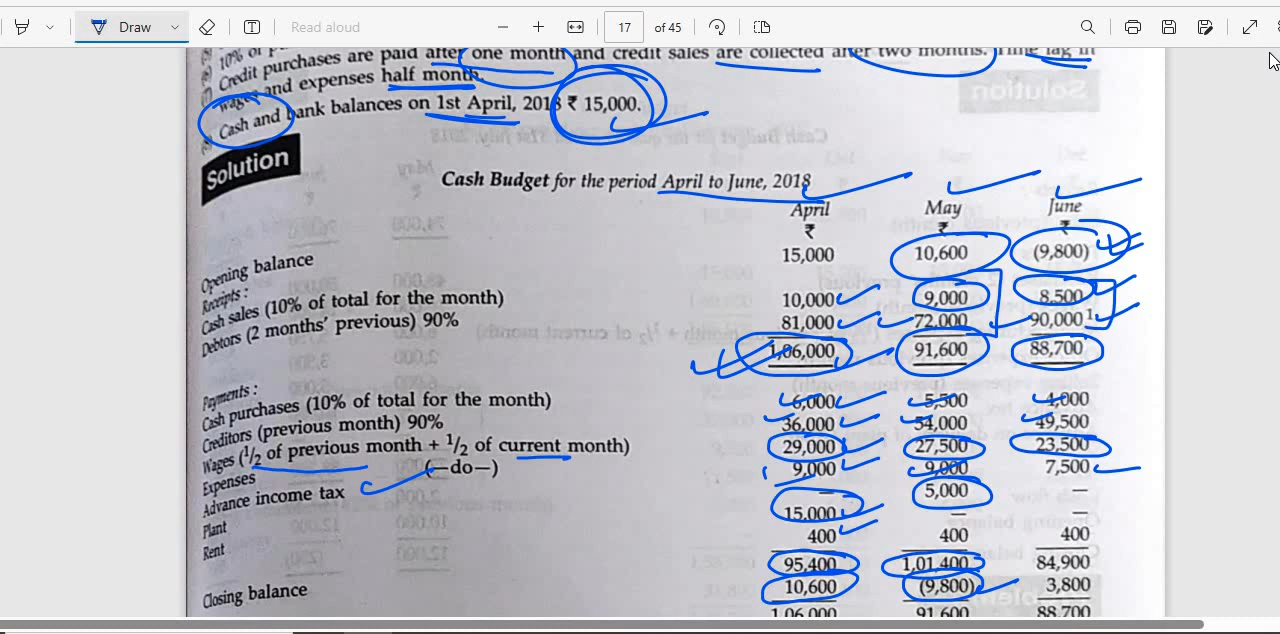 Draw
Read aloud
17 of 45
10% of
Credit purchases are paid after one month and credit sales are collected after two months. Time lag in
wages and expenses half month.
Cash and bank balances on 1st April, 2018 ₹ 15,000.
Solution
Cash Budget for the period April to June, 2018
April May June
₹ ₹ ₹
Opening balance 15,000 10,600 (9,800)
Receipts :
Cash sales (10% of total for the month) 10,000 9,000 8,500
Debtors (2 months' previous) 90% 81,000 72,000 90,000¹
1,06,000 91,600 88,700
Payments :
Cash purchases (10% of total for the month) 6,000 5,500 4,000
Creditors (previous month) 90% 36,000 54,000 49,500
Wages (1/2 of previous month + 1/2 of current month) 29,000 27,500 23,500
Expenses (—do—) 9,000 9,000 7,500
Advance income tax — 5,000 —
Plant 15,000 — —
Rent 400 400 400
95,400 1,01,400 84,900
Closing balance 10,600 (9,800) 3,800
1,06,000 91,600 88,700